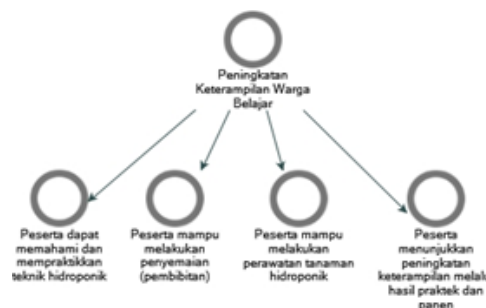 Peningkatan
Keterampilan Warga
Belajar
Peserta dapat
memahami dan
mempraktikkan
teknik hidroponik
Peserta mampu
melakukan
penyemaian
(pembibitan)
Peserta mampu
melakukan
perawatan tanaman
hidroponik
Peserta
menunjukkan
peningkatan
keterampilan melalu
hasil praktek dan
panen